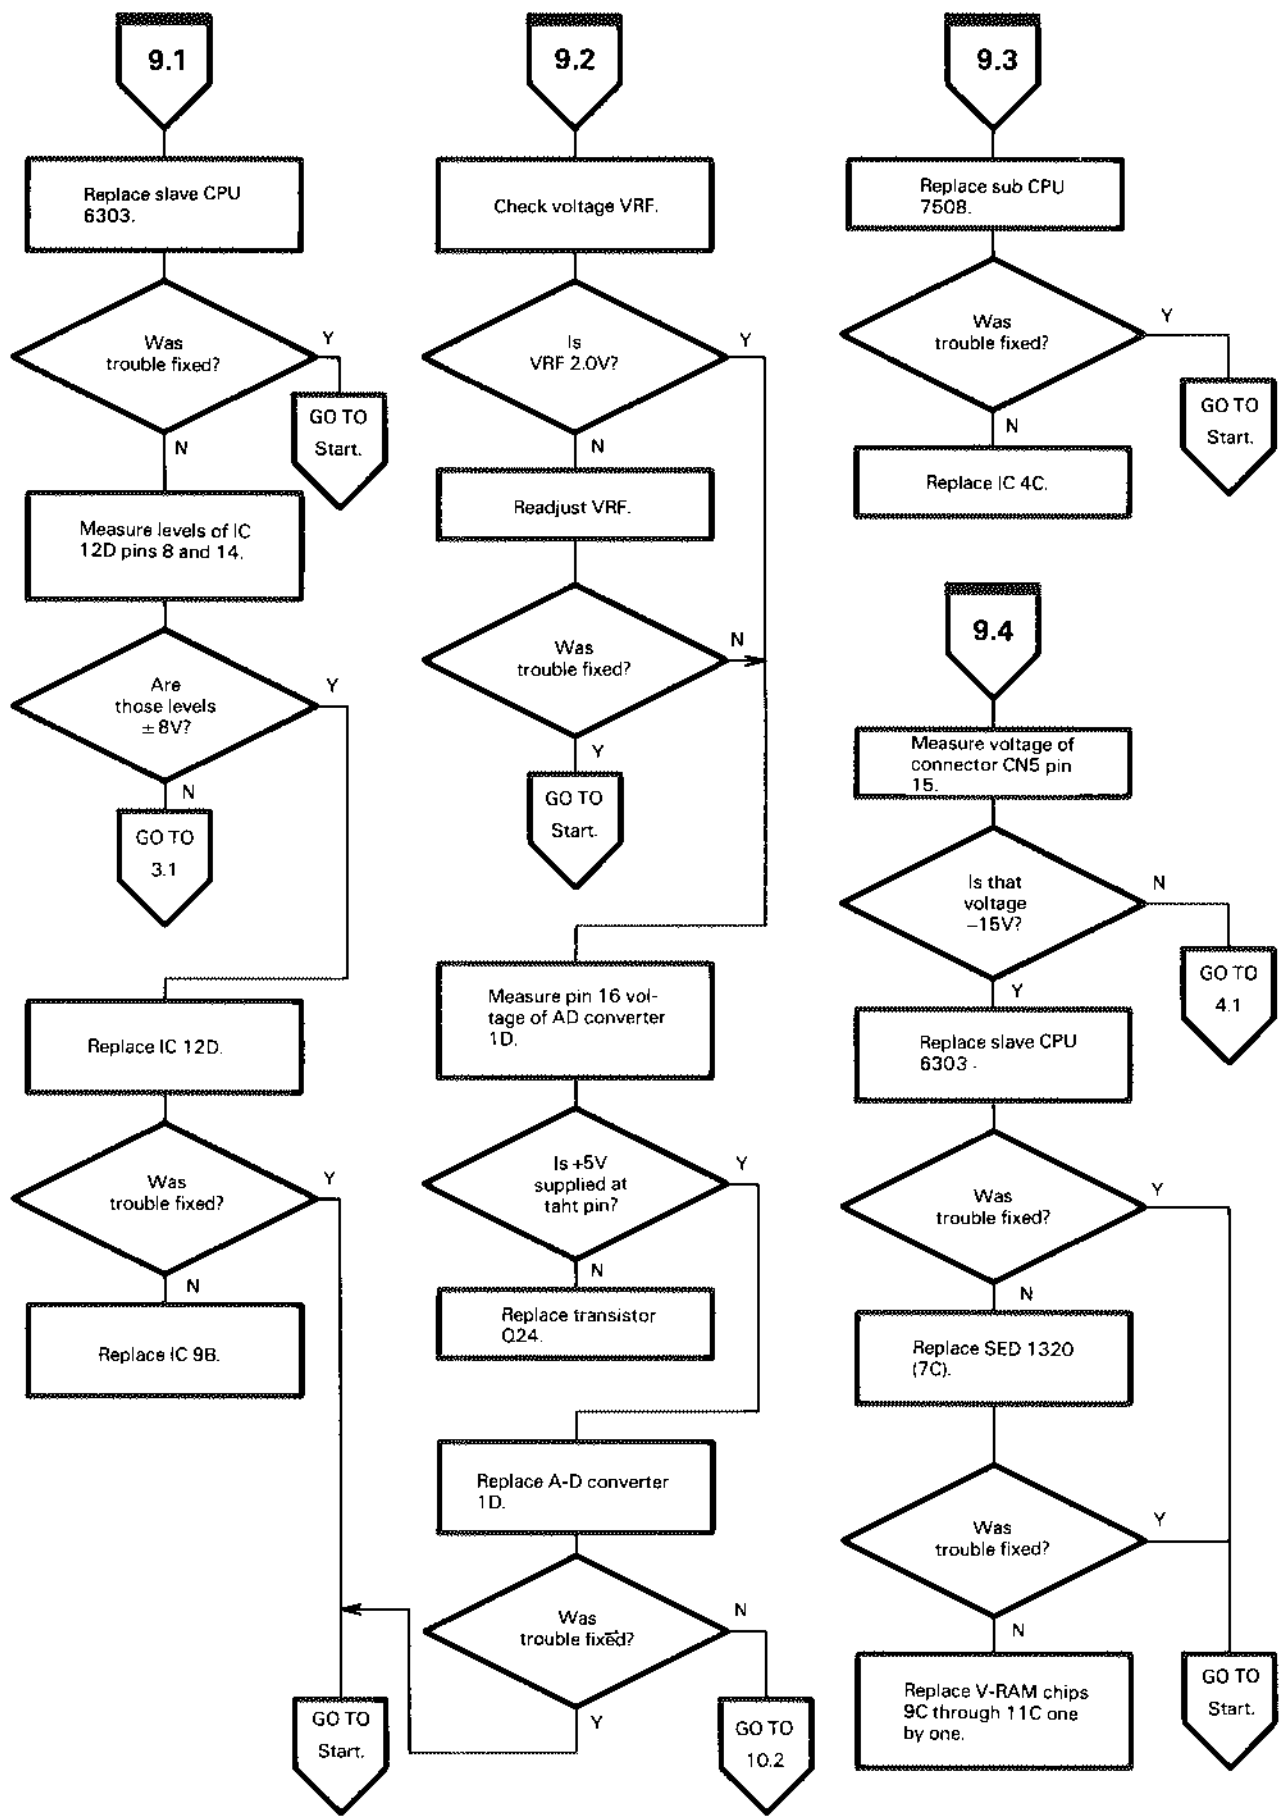 9.1
Replace slave CPU
6303.
Was
trouble fixed?
Y
GO TO
Start.
N
Measure levels of IC
12D pins 8 and 14.
Are
those levels
±8V?
Y
N
GO TO
3.1
Replace IC 12D.
Was
trouble fixed?
Y
N
Replace IC 9B.
GO TO
Start.
9.2
Check voltage VRF.
Is
VRF 2.0V?
Y
N
Readjust VRF.
Was
trouble fixed?
N
Y
GO TO
Start.
Measure pin 16 vol-
tage of AD converter
1D.
Is +5V
supplied at
taht pin?
Y
N
Replace transistor
Q24.
Replace A-D converter
1D.
Was
trouble fixed?
N
Y
GO TO
10.2
9.3
Replace sub CPU
7508.
Was
trouble fixed?
Y
GO TO
Start.
N
Replace IC 4C.
9.4
Measure voltage of
connector CN5 pin
15.
Is that
voltage
–15V?
N
GO TO
4.1
Y
Replace slave CPU
6303.
Was
trouble fixed?
Y
N
Replace SED 1320
(7C).
Was
trouble fixed?
Y
N
Replace V-RAM chips
9C through 11C one
by one.
GO TO
Start.